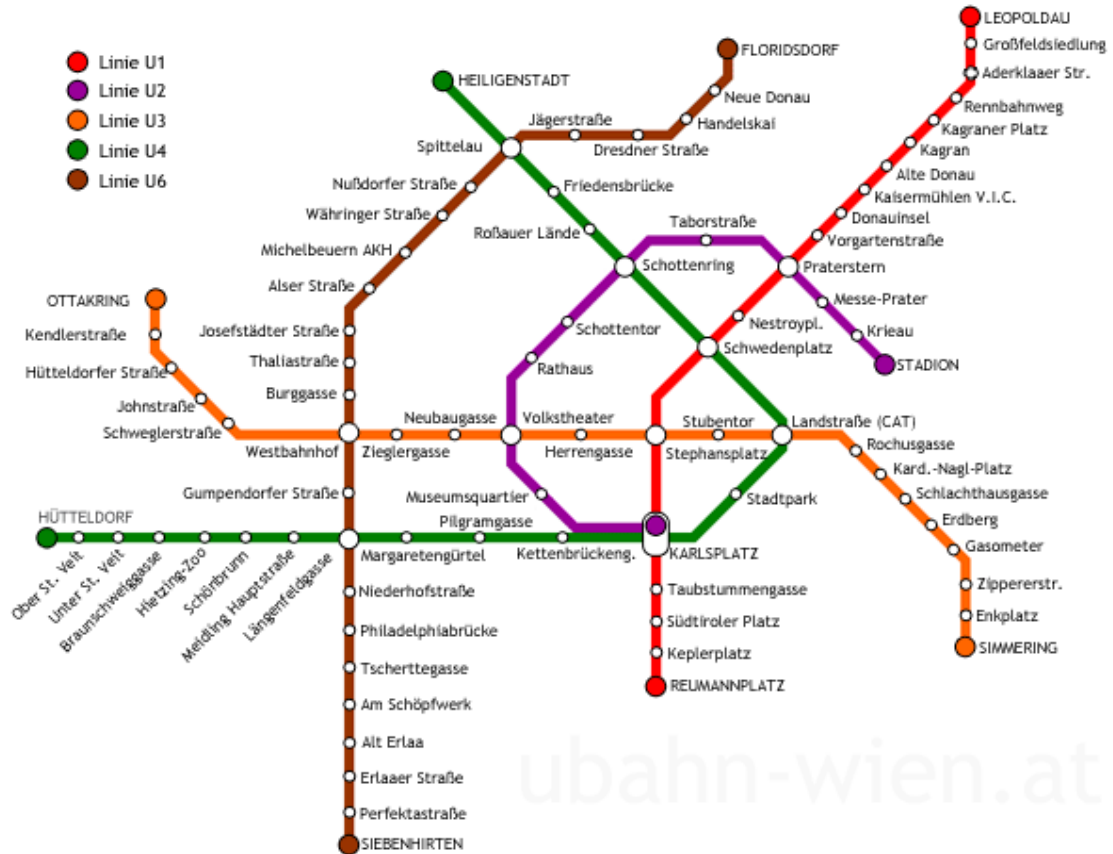 Linie U1
Linie U2
Linie U3
Linie U4
Linie U6
LEOPOLDAU
Großfeldsiedlung
Aderklaaer Str.
Rennbahnweg
Kagraner Platz
Kagran
Alte Donau
Kaisermühlen V.I.C.
Donauinsel
Vorgartenstraße
Praterstern
Nestroypl.
Schwedenplatz
Stephansplatz
KARLSPLATZ
Taubstummengasse
Südtiroler Platz
Keplerplatz
REUMANNPLATZ
FLORIDSDORF
Neue Donau
Handelskai
Dresdner Straße
Jägerstraße
Spittelau
Nußdorfer Straße
Währinger Straße
Michelbeuern AKH
Alser Straße
Josefstädter Straße
Thaliastraße
Burggasse
Westbahnhof
Gumpendorfer Straße
Längenfeldgasse
Niederhofstraße
Philadelphiabrücke
Tscherttegasse
Am Schöpfwerk
Alt Erlaa
Erlaaer Straße
Perfektastraße
SIEBENHIRTEN
HEILIGENSTADT
Friedensbrücke
Roßauer Lände
Schottenring
Landstraße (CAT)
Stadtpark
Kettenbrückeng.
Pilgramgasse
Margaretengürtel
Meidling Hauptstraße
Schönbrunn
Hietzing-Zoo
Braunschweiggasse
Unter St. Veit
Ober St. Veit
HÜTTELDORF
Taborstraße
Messe-Prater
Krieau
STADION
Schottentor
Rathaus
Volkstheater
Museumsquartier
OTTAKRING
Kendlerstraße
Hütteldorfer Straße
Johnstraße
Schweglerstraße
Zieglergasse
Neubaugasse
Herrengasse
Stubentor
Rochusgasse
Kard.-Nagl-Platz
Schlachthausgasse
Erdberg
Gasometer
Zippererstr.
Enkplatz
SIMMERING
ubahn-wien.at